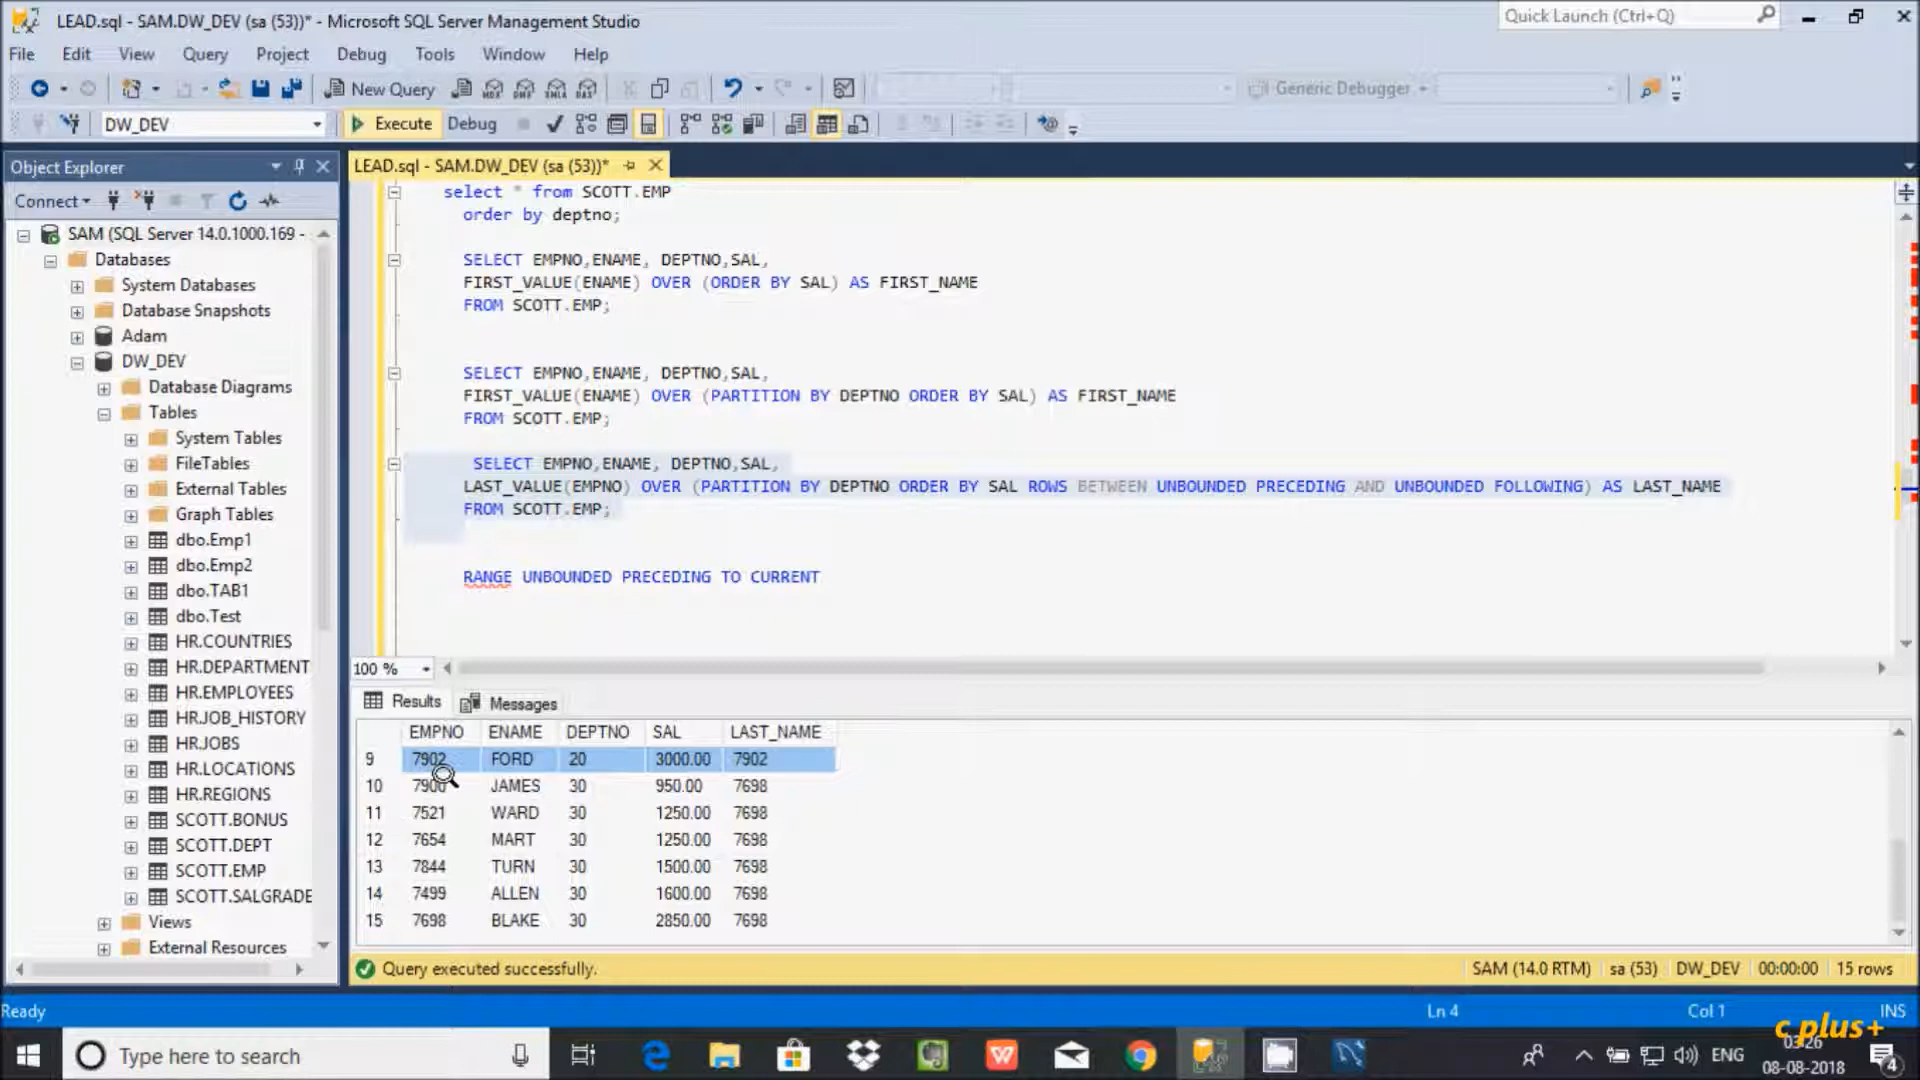 LEAD.sql - SAM.DW_DEV (sa (53))* - Microsoft SQL Server Management Studio
Quick Launch (Ctrl+Q)
File Edit View Query Project Debug Tools Window Help
New Query
Generic Debugger
DW_DEV
Execute Debug
Object Explorer
LEAD.sql - SAM.DW_DEV (sa (53))*
Connect
SAM (SQL Server 14.0.1000.169 -
Databases
System Databases
Database Snapshots
Adam
DW_DEV
Database Diagrams
Tables
System Tables
FileTables
External Tables
Graph Tables
dbo.Emp1
dbo.Emp2
dbo.TAB1
dbo.Test
HR.COUNTRIES
HR.DEPARTMENT
HR.EMPLOYEES
HR.JOB_HISTORY
HR.JOBS
HR.LOCATIONS
HR.REGIONS
SCOTT.BONUS
SCOTT.DEPT
SCOTT.EMP
SCOTT.SALGRADE
Views
External Resources
select * from SCOTT.EMP
order by deptno;
SELECT EMPNO,ENAME, DEPTNO,SAL,
FIRST_VALUE(ENAME) OVER (ORDER BY SAL) AS FIRST_NAME
FROM SCOTT.EMP;
SELECT EMPNO,ENAME, DEPTNO,SAL,
FIRST_VALUE(ENAME) OVER (PARTITION BY DEPTNO ORDER BY SAL) AS FIRST_NAME
FROM SCOTT.EMP;
SELECT EMPNO,ENAME, DEPTNO,SAL,
LAST_VALUE(EMPNO) OVER (PARTITION BY DEPTNO ORDER BY SAL ROWS BETWEEN UNBOUNDED PRECEDING AND UNBOUNDED FOLLOWING) AS LAST_NAME
FROM SCOTT.EMP;
RANGE UNBOUNDED PRECEDING TO CURRENT
100 %
Results Messages
EMPNO ENAME DEPTNO SAL LAST_NAME
9 7902 FORD 20 3000.00 7902
10 7900 JAMES 30 950.00 7698
11 7521 WARD 30 1250.00 7698
12 7654 MART 30 1250.00 7698
13 7844 TURN 30 1500.00 7698
14 7499 ALLEN 30 1600.00 7698
15 7698 BLAKE 30 2850.00 7698
Query executed successfully.
SAM (14.0 RTM) sa (53) DW_DEV 00:00:00 15 rows
Ready
Ln 4 Col 1 INS
c plus+
Type here to search
ENG
03:26
08-08-2018
4